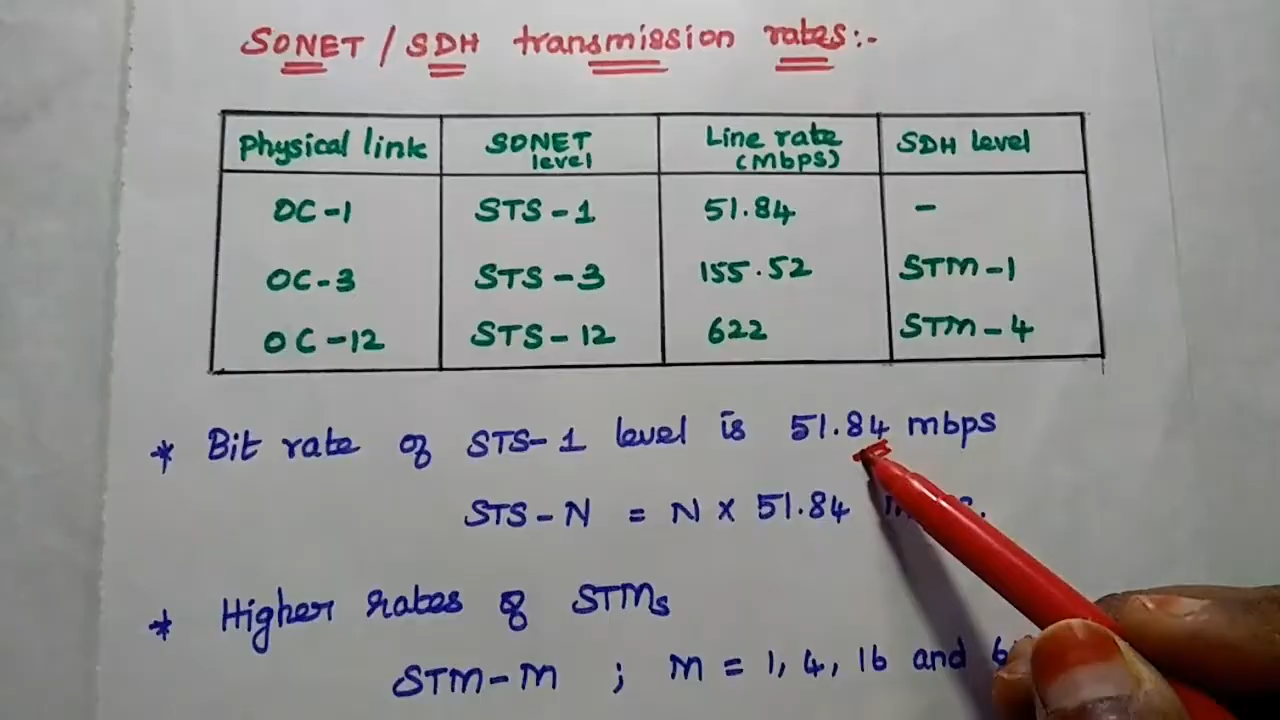 SONET / SDH transmission rates:-
Physical link SONET level Line rate (Mbps) SDH level
OC-1 STS-1 51.84 -
OC-3 STS-3 155.52 STM-1
OC-12 STS-12 622 STM-4
* Bit rate of STS-1 level is 51.84 mbps
STS-N = N x 51.84
* Higher rates of STMs
STM-M ; M = 1, 4, 16 and